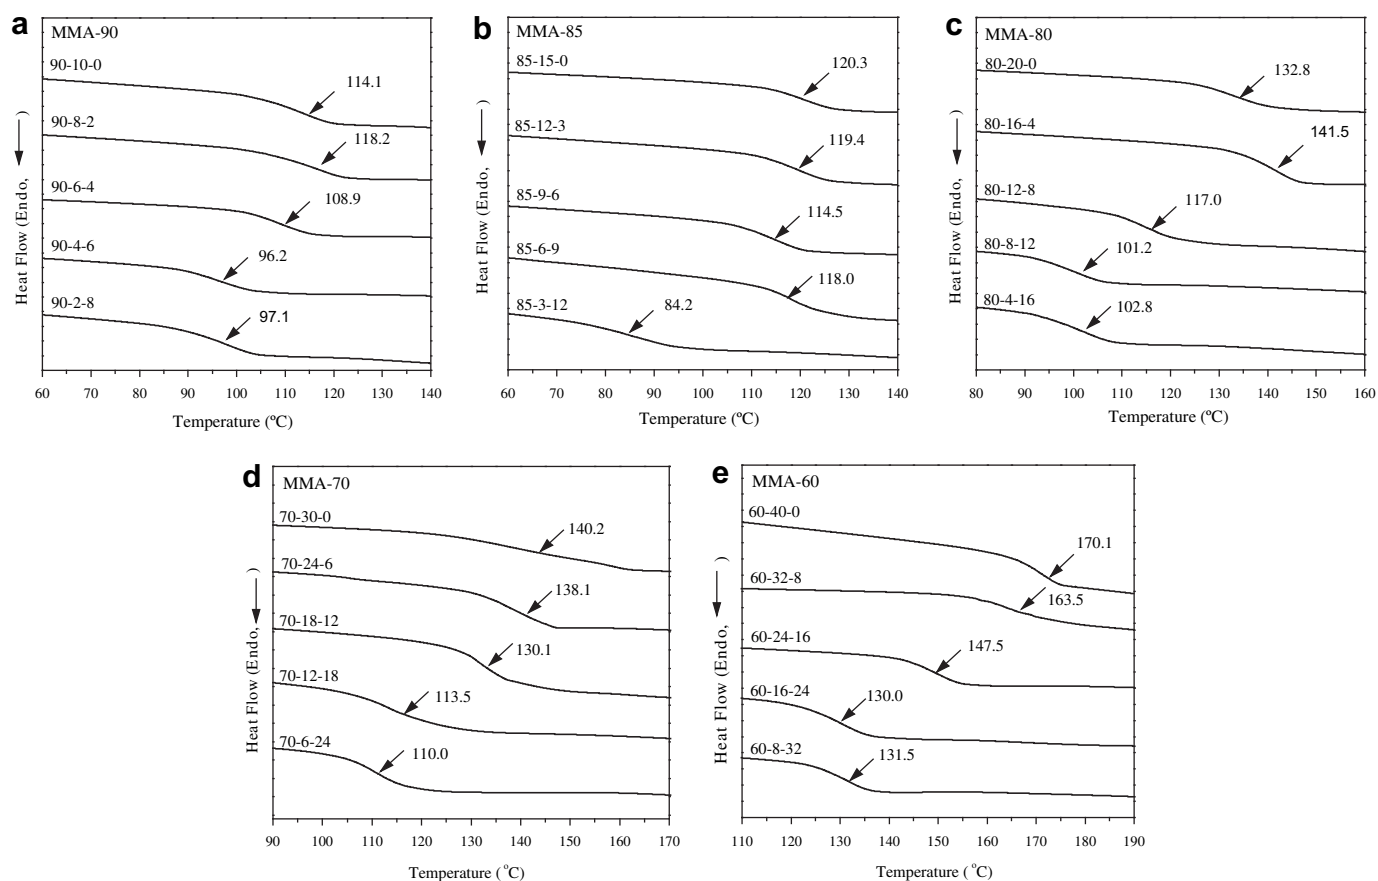 a
MMA-90
90-10-0
114.1
90-8-2
118.2
90-6-4
108.9
90-4-6
96.2
90-2-8
97.1
Heat Flow (Endo, )
60 70 80 90 100 110 120 130 140
Temperature (ºC)
b
MMA-85
85-15-0
120.3
85-12-3
119.4
85-9-6
114.5
85-6-9
118.0
85-3-12
84.2
Heat Flow (Endo, )
60 70 80 90 100 110 120 130 140
Temperature (ºC)
c
MMA-80
80-20-0
132.8
80-16-4
141.5
80-12-8
117.0
80-8-12
101.2
80-4-16
102.8
Heat Flow (Endo, )
80 90 100 110 120 130 140 150 160
Temperature (ºC)
d
MMA-70
70-30-0
140.2
70-24-6
138.1
70-18-12
130.1
70-12-18
113.5
70-6-24
110.0
Heat Flow (Endo, )
90 100 110 120 130 140 150 160 170
Temperature (ºC)
e
MMA-60
60-40-0
170.1
60-32-8
163.5
60-24-16
147.5
60-16-24
130.0
60-8-32
131.5
Heat Flow (Endo, )
110 120 130 140 150 160 170 180 190
Temperature (ºC)